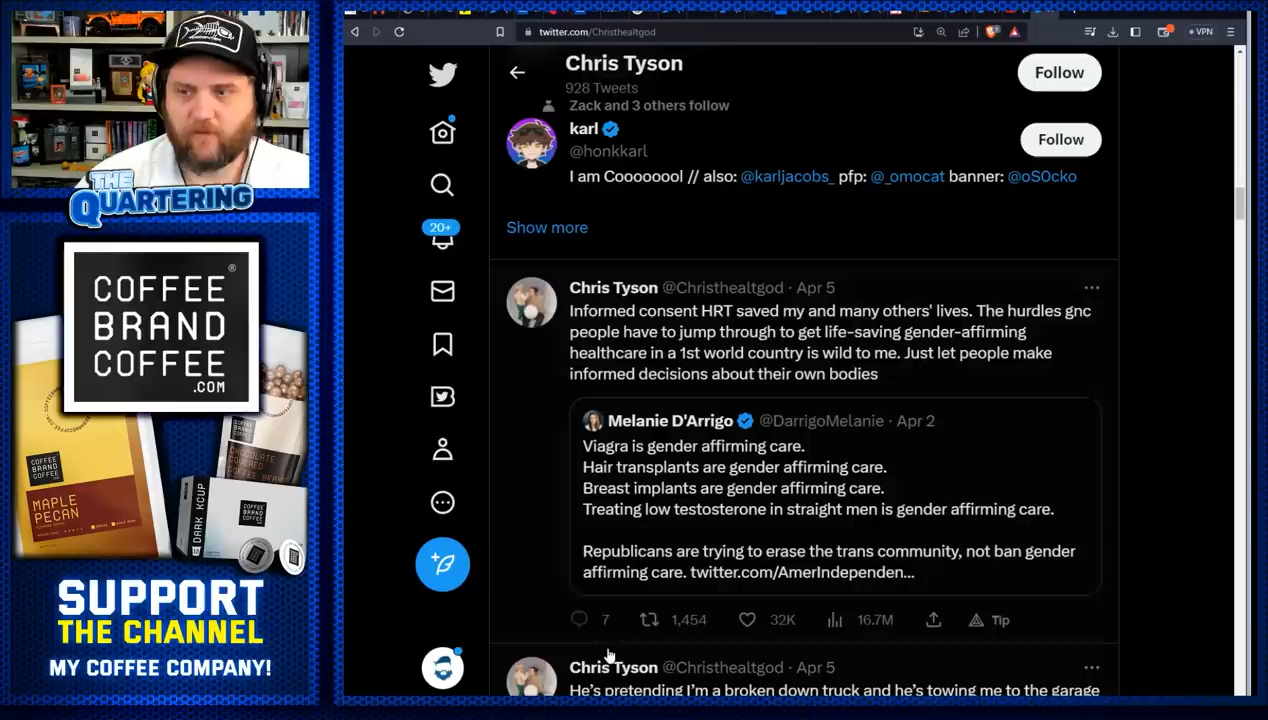 THE
QUARTERING
COFFEE
BRAND
COFFEE
.COM
®
COFFEE
BRAND
COFFEE
MAPLE
PECAN
CHOCOLATE
COVERED
DARK KCUP
SUPPORT
THE CHANNEL
MY COFFEE COMPANY!
twitter.com/Christhealtgod
VPN
Chris Tyson
928 Tweets
Follow
Zack and 3 others follow
karl
@honkkarl
Follow
I am Coooooool // also: @karljacobs_ pfp: @_omocat banner: @oS0cko
20+
Show more
Chris Tyson @Christhealtgod · Apr 5
Informed consent HRT saved my and many others' lives. The hurdles gnc
people have to jump through to get life-saving gender-affirming
healthcare in a 1st world country is wild to me. Just let people make
informed decisions about their own bodies
Melanie D'Arrigo @DarrigoMelanie · Apr 2
Viagra is gender affirming care.
Hair transplants are gender affirming care.
Breast implants are gender affirming care.
Treating low testosterone in straight men is gender affirming care.
Republicans are trying to erase the trans community, not ban gender
affirming care. twitter.com/AmerIndependen...
7 1,454 32K 16.7M Tip
Chris Tyson @Christhealtgod · Apr 5
He's pretending I'm a broken down truck and he's towing me to the garage